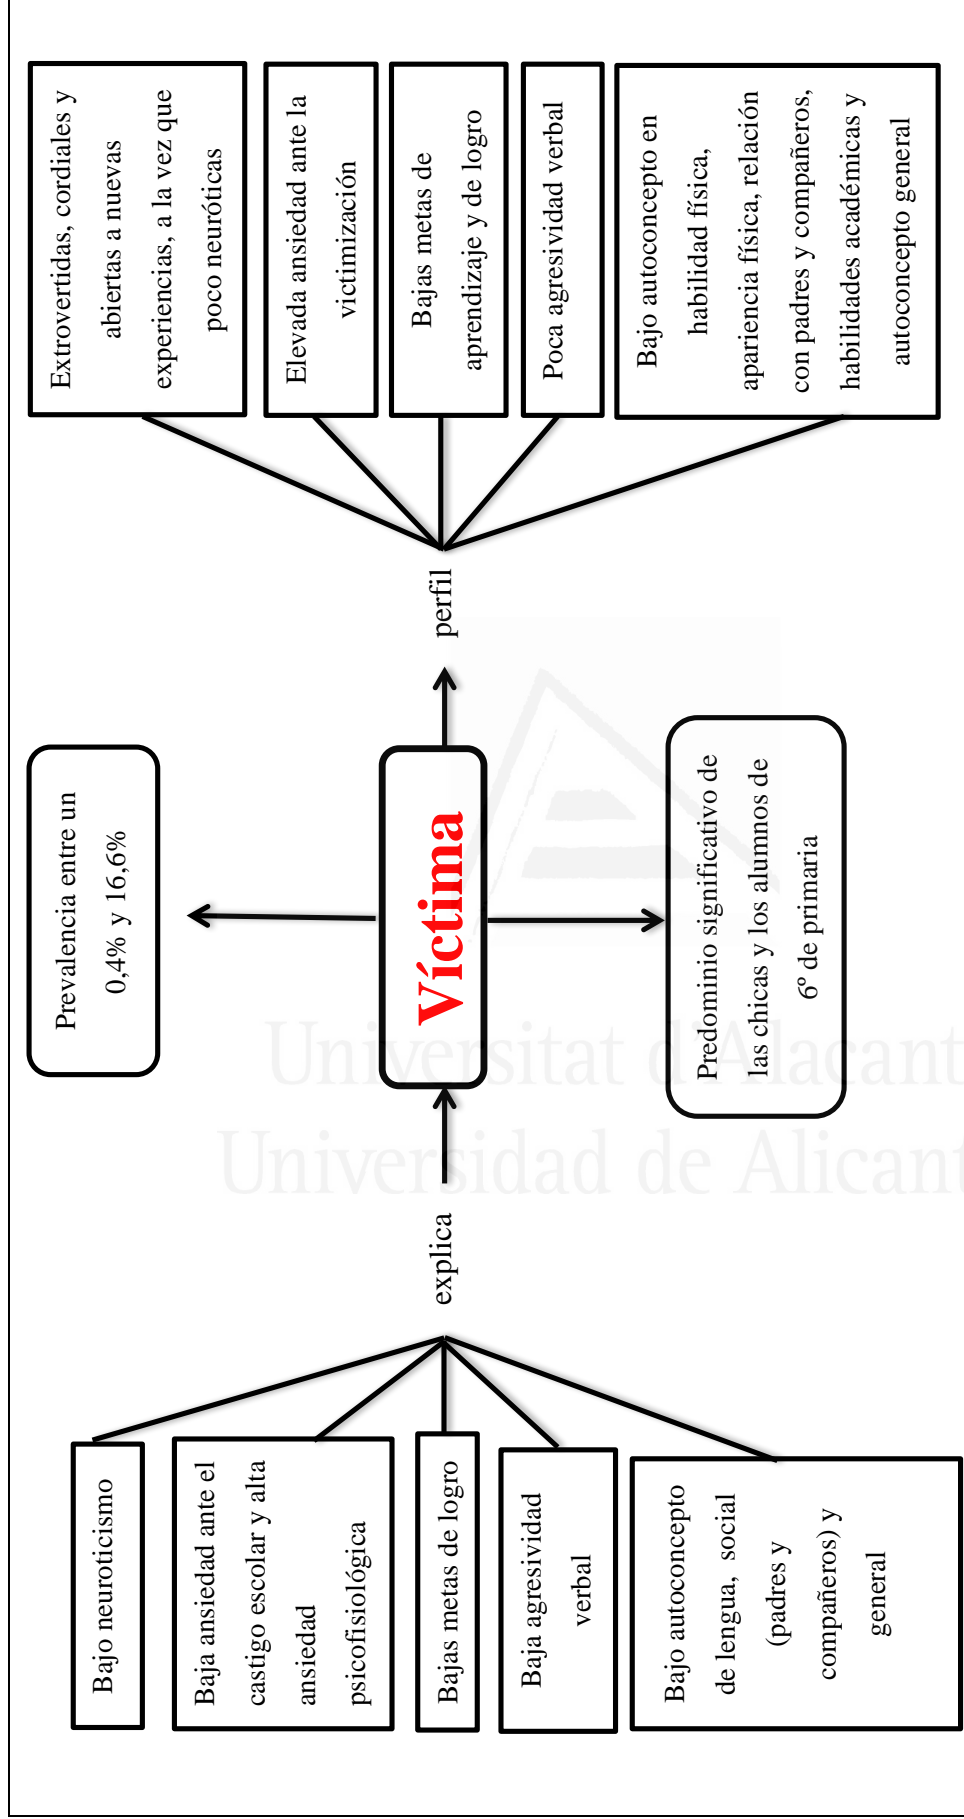 Bajo neuroticismo
Baja ansiedad ante el
castigo escolar y alta
ansiedad
psicofisiológica
Bajas metas de logro
Baja agresividad
verbal
Bajo autoconcepto
de lengua, social
(padres y
compañeros) y
general
explica
Prevalencia entre un
0,4% y 16,6%
Víctima
Predominio significativo de
las chicas y los alumnos de
6º de primaria
perfil
Extrovertidas, cordiales y
abiertas a nuevas
experiencias, a la vez que
poco neuróticas
Elevada ansiedad ante la
victimización
Bajas metas de
aprendizaje y de logro
Poca agresividad verbal
Bajo autoconcepto en
habilidad física,
apariencia física, relación
con padres y compañeros,
habilidades académicas y
autoconcepto general
Universitat d'Alacant
Universidad de Alicant